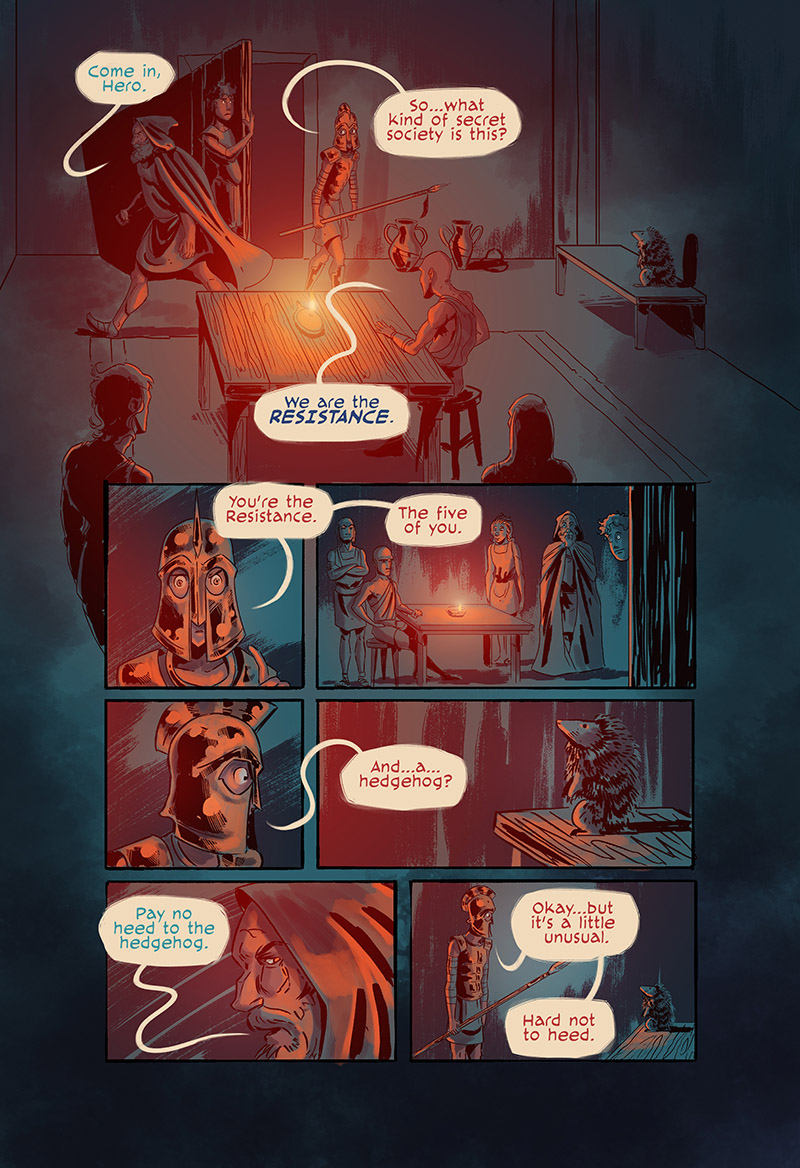 Come in,
Hero.
So...what
kind of secret
society is this?
We are the
RESISTANCE.
You're the
Resistance.
The five
of you.
And...a...
hedgehog?
Pay no
heed to the
hedgehog.
Okay...but
it's a little
unusual.
Hard not
to heed.